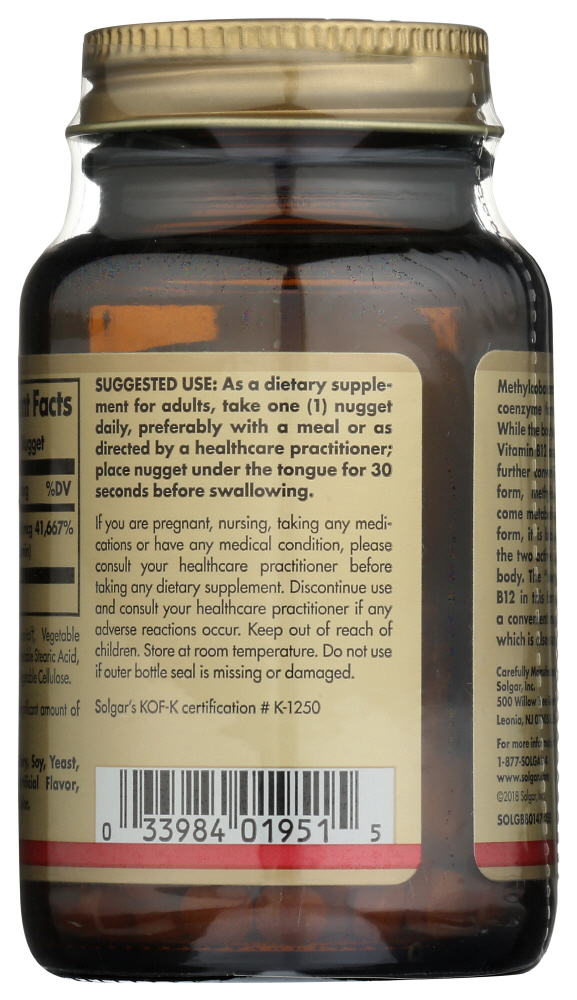 Facts
%DV
41,667%
Vegetable
Stearic Acid,
Cellulose.
amount of
Soy, Yeast,
Flavor,
SUGGESTED USE: As a dietary supple-
ment for adults, take one (1) nugget
daily, preferably with a meal or as
directed by a healthcare practitioner;
place nugget under the tongue for 30
seconds before swallowing.
If you are pregnant, nursing, taking any medi-
cations or have any medical condition, please
consult your healthcare practitioner before
taking any dietary supplement. Discontinue use
and consult your healthcare practitioner if any
adverse reactions occur. Keep out of reach of
children. Store at room temperature. Do not use
if outer bottle seal is missing or damaged.
Solgar's KOF-K certification # K-1250
0 33984 01951 5
coenzyme
While the
Vitamin B12
further
form,
come
form, it is
the two
body. The
B12 in this
a convenient
which is also
Carefully
Solgar, Inc.
500 Willow
Leonia, NJ
For more
1-877-SOLGAR
www.solgar.
©2018 Solgar,